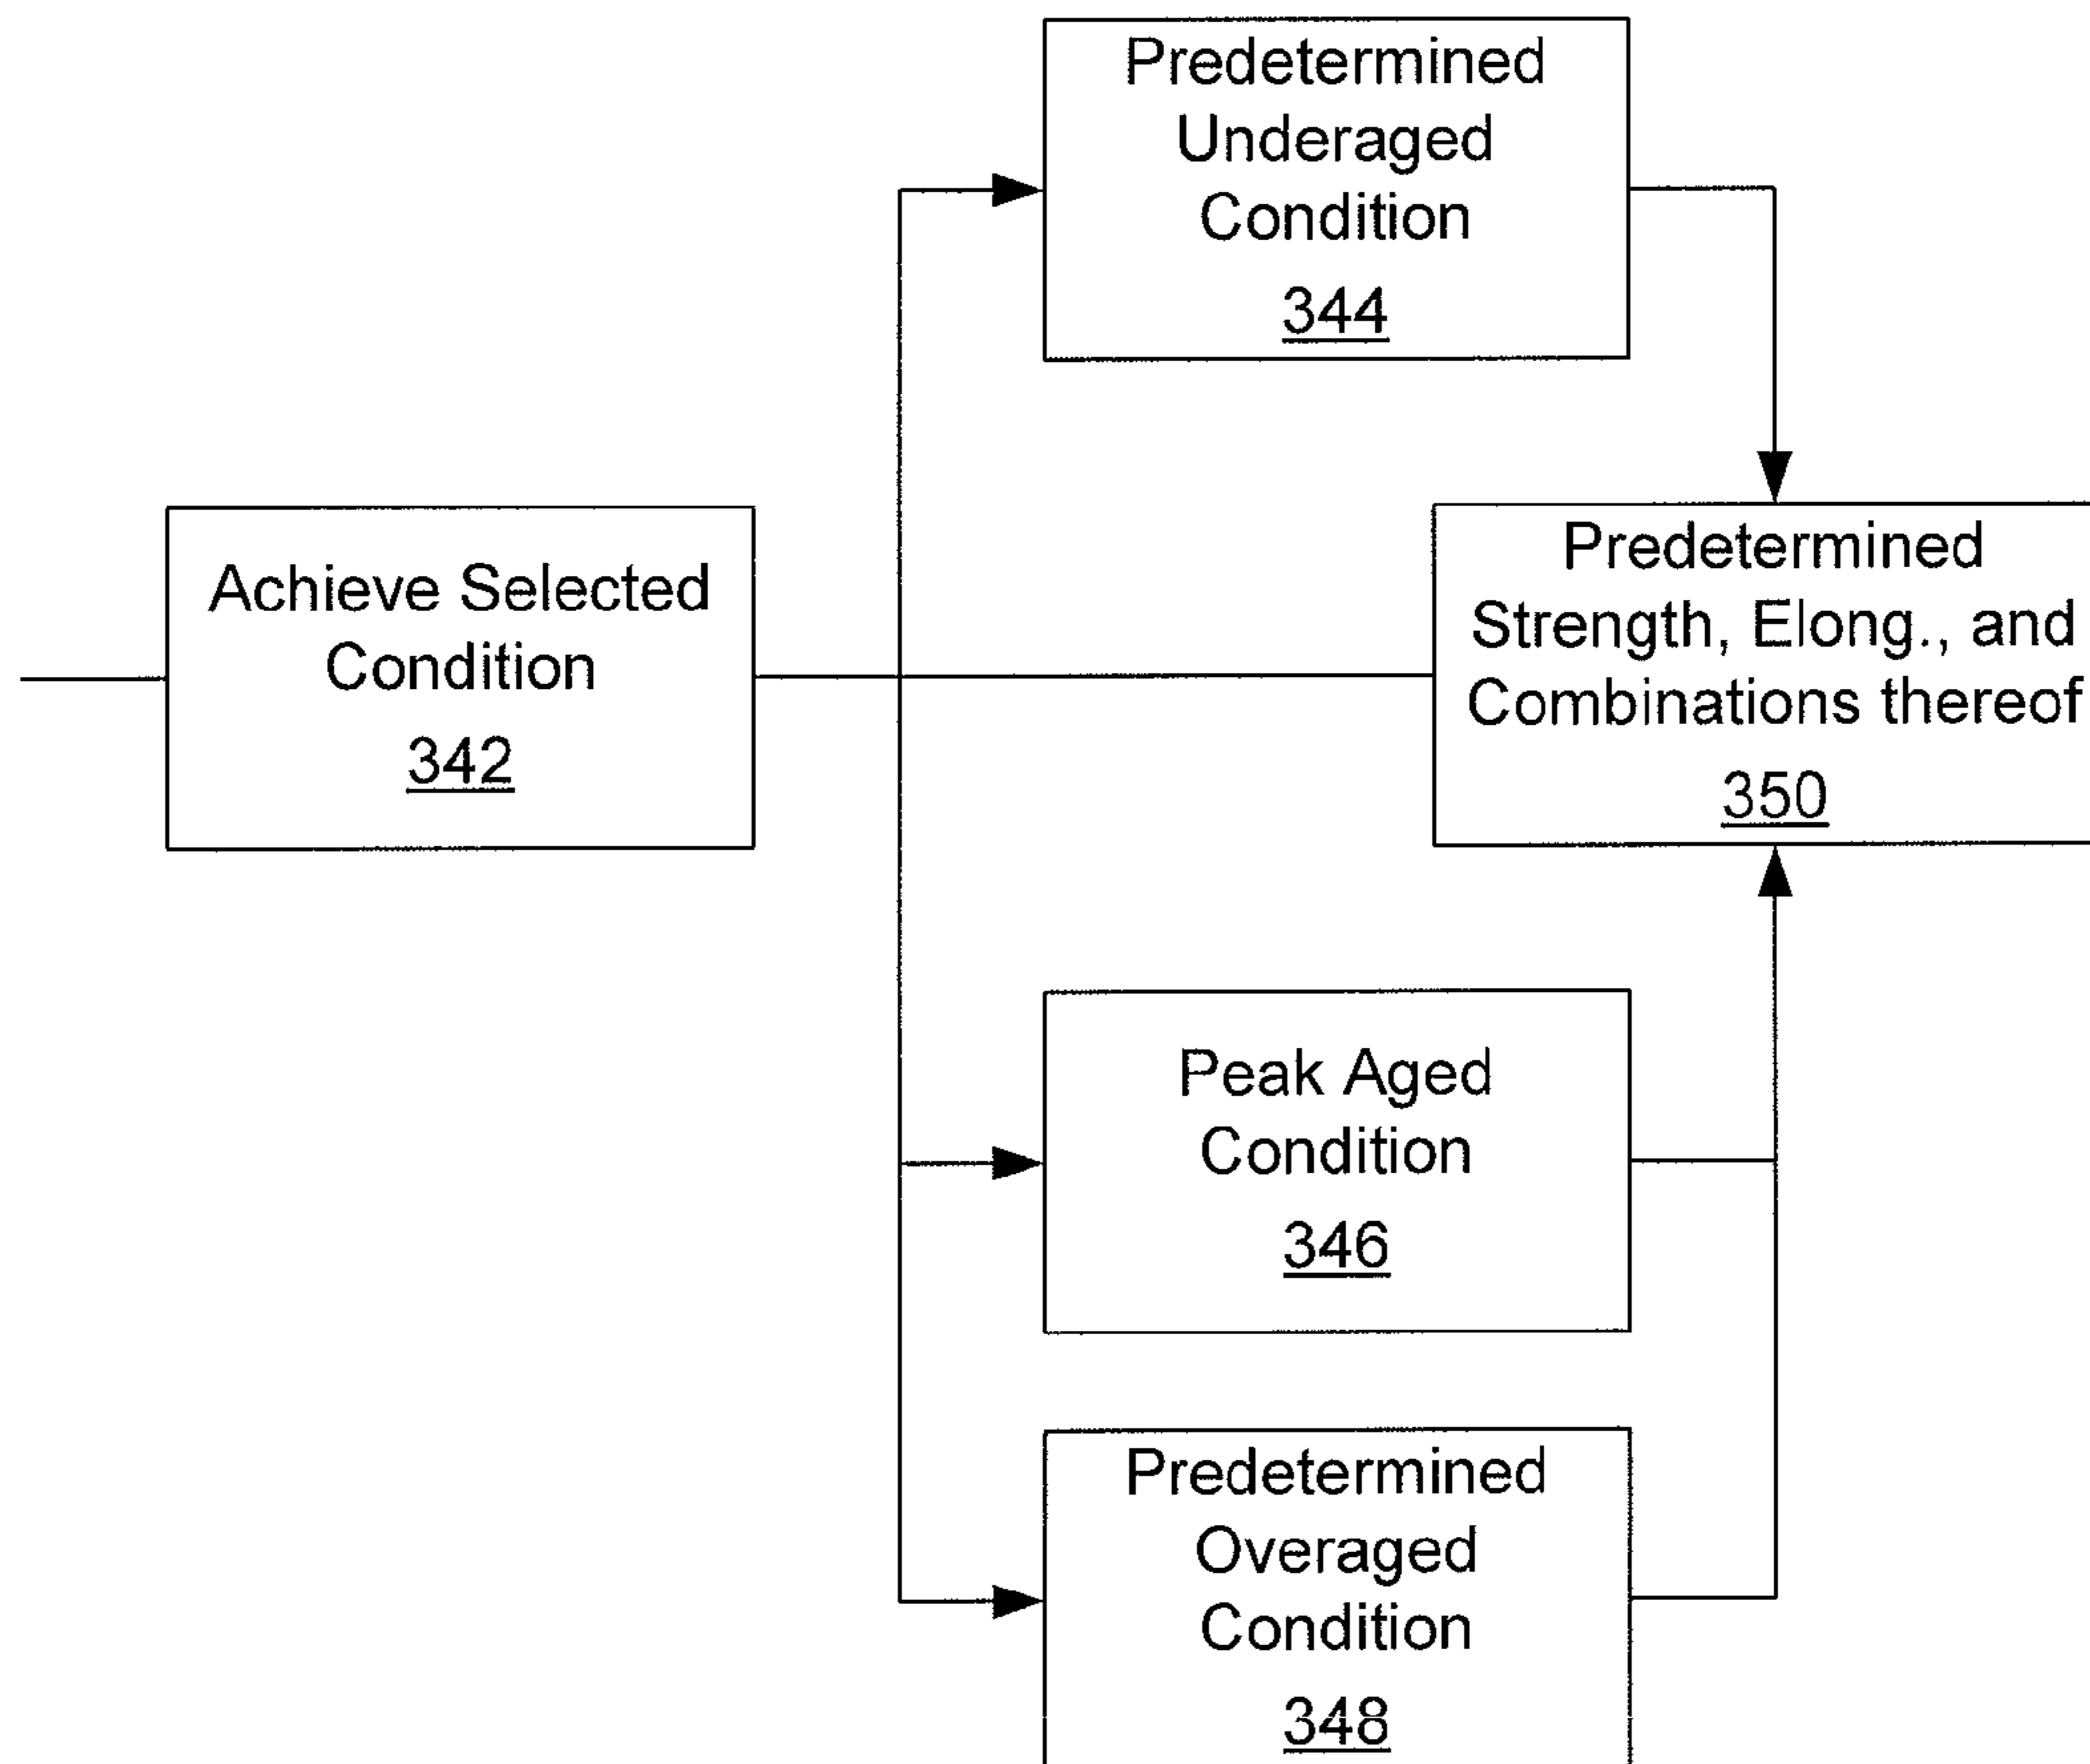 Predetermined
Underaged
Condition
344
Achieve Selected
Condition
342
Predetermined
Strength, Elong., and
Combinations thereof
350
Peak Aged
Condition
346
Predetermined
Overaged
Condition
348